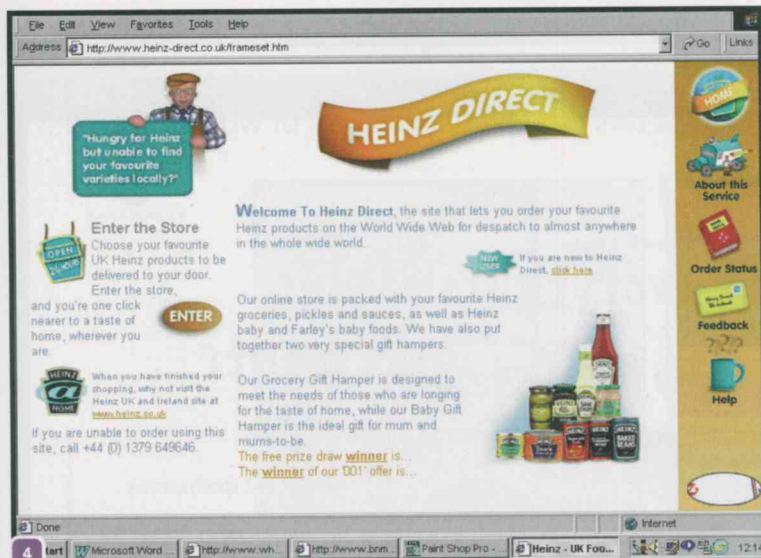 File Edit View Favorites Tools Help
Address http://www.heinz-direct.co.uk/frameset.htm Go Links
"Hungry for Heinz
but unable to find
your favourite
varieties locally?"
HEINZ DIRECT
HOME
About this
Service
Order Status
Feedback
Help
OPEN
24 HOURS
Enter the Store
Choose your favourite
UK Heinz products to be
delivered to your door.
Enter the store,
and you're one click
nearer to a taste of
home, wherever you
are.
ENTER
HEINZ
@
HOME
When you have finished your
shopping, why not visit the
Heinz UK and Ireland site at
www.heinz.co.uk
If you are unable to order using this
site, call +44 (0) 1379 649646.
Welcome To Heinz Direct, the site that lets you order your favourite
Heinz products on the World Wide Web for despatch to almost anywhere
in the whole wide world.
NEW
USER
If you are new to Heinz
Direct, click here
Our online store is packed with your favourite Heinz
groceries, pickles and sauces, as well as Heinz
baby and Farley's baby foods. We have also put
together two very special gift hampers.
Our Grocery Gift Hamper is designed to
meet the needs of those who are longing
for the taste of home, while our Baby Gift
Hamper is the ideal gift for mum and
mums-to-be.
The free prize draw winner is...
The winner of our '001' offer is...
HEINZ
BAKED
BEANS
Done Internet
4 tart Microsoft Word ... http://www.wh... http://www.bnm... Paint Shop Pro - ... Heinz - UK Foo... 12:14